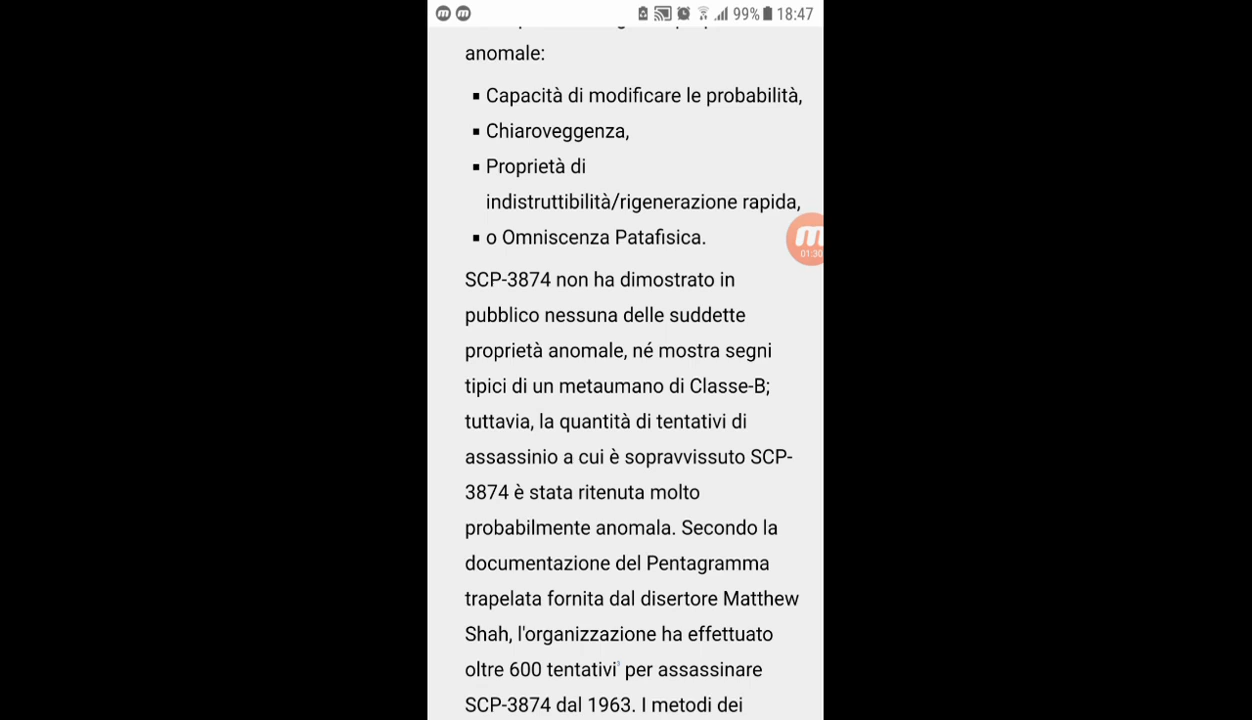 99% 18:47
anomale:
▪ Capacità di modificare le probabilità,
▪ Chiaroveggenza,
▪ Proprietà di
indistruttibilità/rigenerazione rapida,
▪ o Omniscenza Patafisica.
01:30
SCP-3874 non ha dimostrato in
pubblico nessuna delle suddette
proprietà anomale, né mostra segni
tipici di un metaumano di Classe-B;
tuttavia, la quantità di tentativi di
assassinio a cui è sopravvissuto SCP-
3874 è stata ritenuta molto
probabilmente anomala. Secondo la
documentazione del Pentagramma
trapelata fornita dal disertore Matthew
Shah, l'organizzazione ha effettuato
oltre 600 tentativi³ per assassinare
SCP-3874 dal 1963. I metodi dei